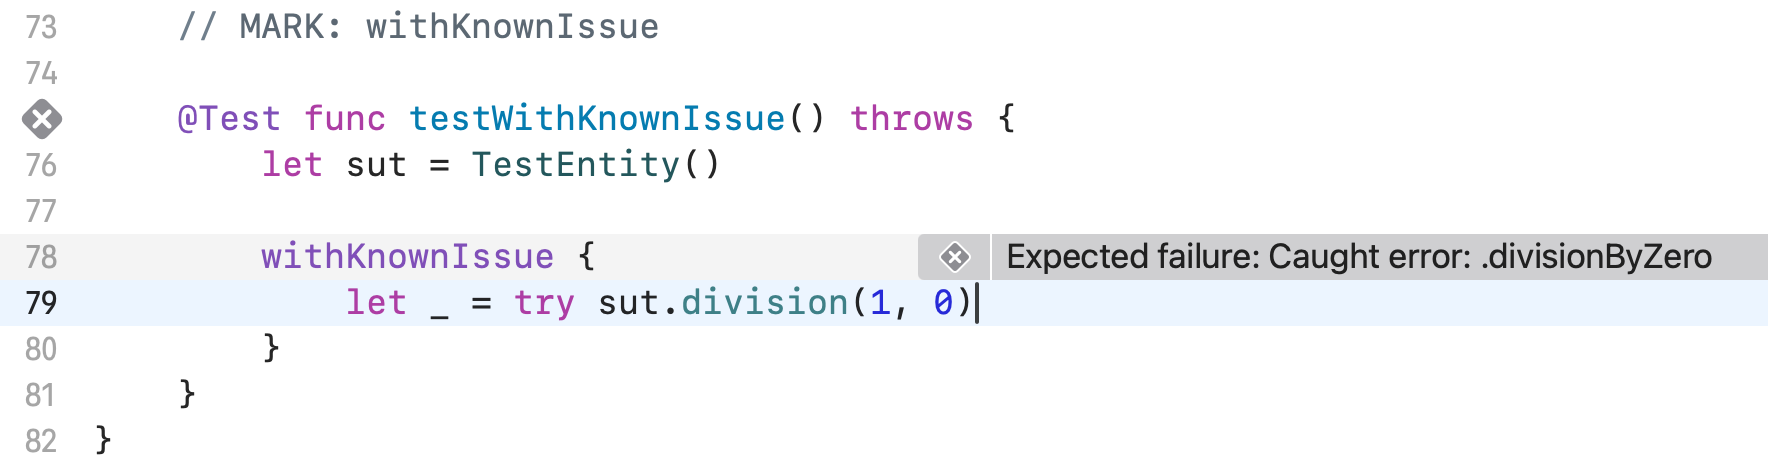 73 // MARK: withKnownIssue
74
@Test func testWithKnownIssue() throws {
76 let sut = TestEntity()
77
78 withKnownIssue { Expected failure: Caught error: .divisionByZero
79 let _ = try sut.division(1, 0)
80 }
81 }
82 }